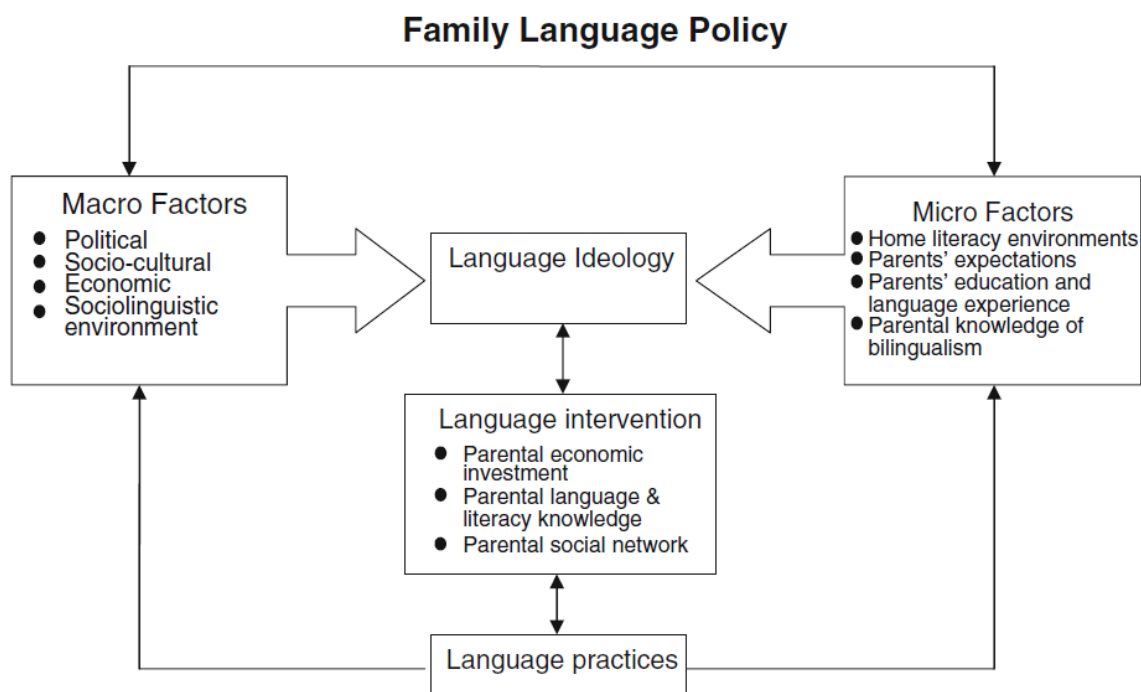 Family Language Policy
Macro Factors
● Political
● Socio-cultural
● Economic
● Sociolinguistic
environment
Language Ideology
Micro Factors
● Home literacy environments
● Parents' expectations
● Parents' education and
language experience
● Parental knowledge of
bilingualism
Language intervention
● Parental economic
investment
● Parental language &
literacy knowledge
● Parental social network
Language practices